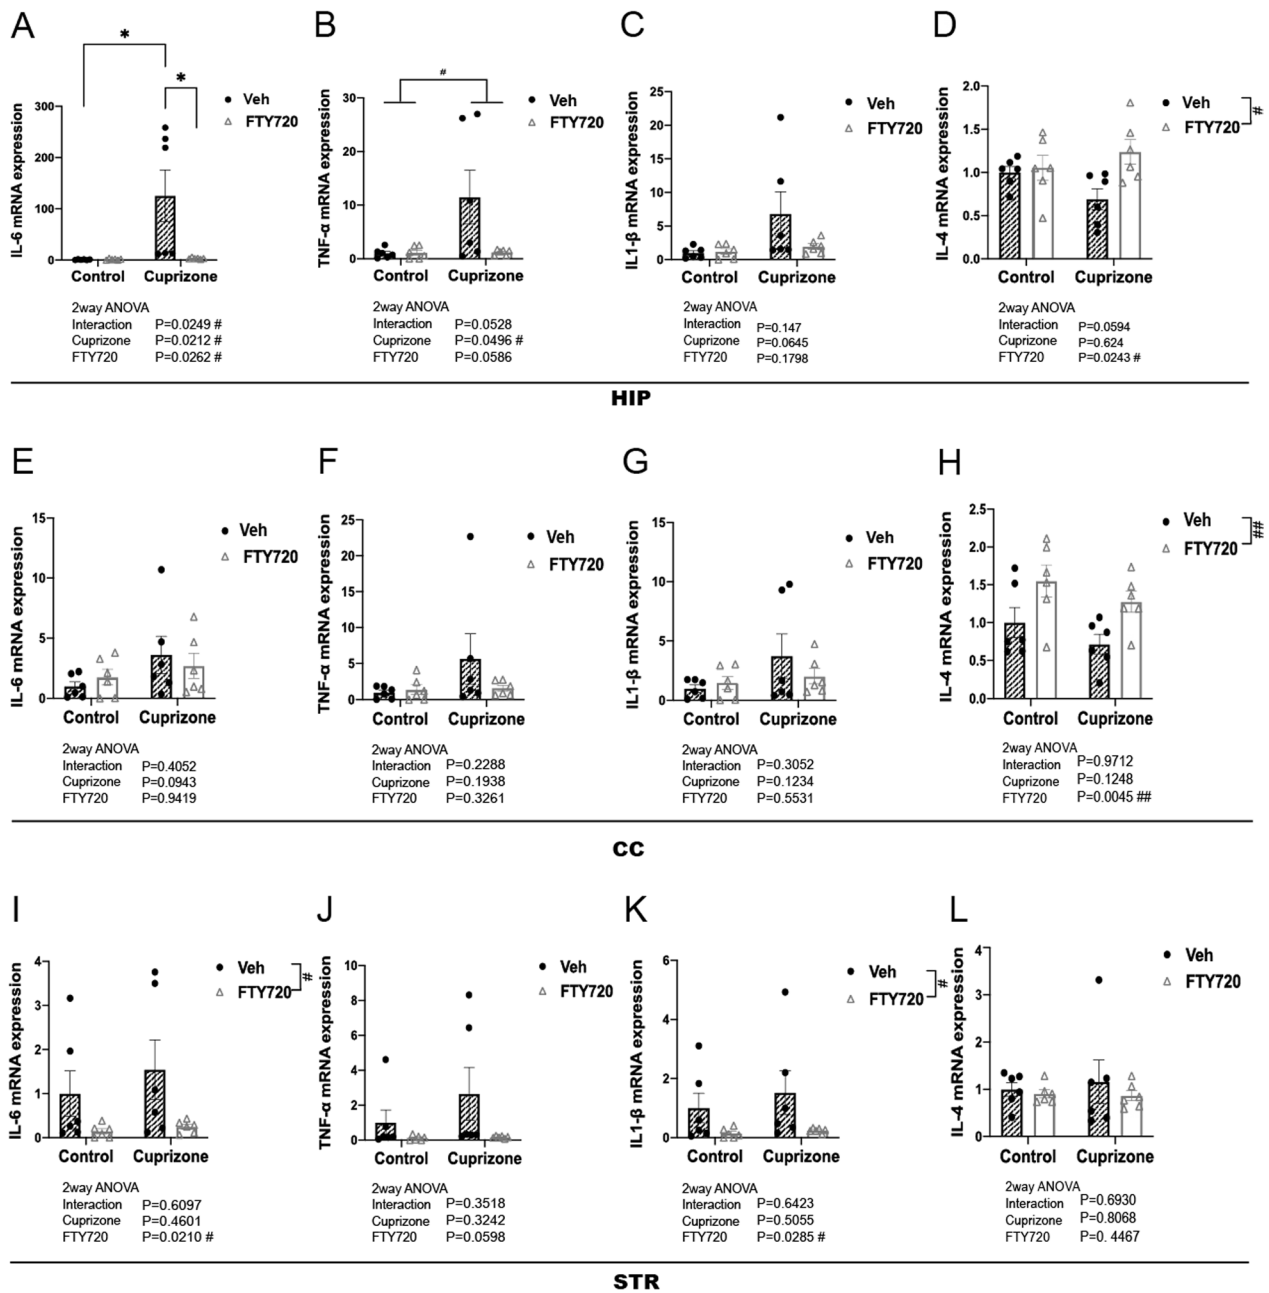 A
IL-6 mRNA expression
300
200
100
0
*
*
Veh
FTY720
Control Cuprizone
2way ANOVA
Interaction P=0.0249 #
Cuprizone P=0.0212 #
FTY720 P=0.0262 #
B
TNF-α mRNA expression
30
20
10
0
#
Veh
FTY720
Control Cuprizone
2way ANOVA
Interaction P=0.0528
Cuprizone P=0.0496 #
FTY720 P=0.0586
C
IL1-β mRNA expression
25
20
15
10
5
0
Veh
FTY720
Control Cuprizone
2way ANOVA
Interaction P=0.147
Cuprizone P=0.0645
FTY720 P=0.1798
D
IL-4 mRNA expression
2.0
1.5
1.0
0.5
0.0
Veh
FTY720
#
Control Cuprizone
2way ANOVA
Interaction P=0.0594
Cuprizone P=0.624
FTY720 P=0.0243 #
HIP
E
IL-6 mRNA expression
15
10
5
0
Veh
FTY720
Control Cuprizone
2way ANOVA
Interaction P=0.4052
Cuprizone P=0.0943
FTY720 P=0.9419
F
TNF-α mRNA expression
25
20
15
10
5
0
Veh
FTY720
Control Cuprizone
2way ANOVA
Interaction P=0.2288
Cuprizone P=0.1938
FTY720 P=0.3261
G
IL1-β mRNA expression
15
10
5
0
Veh
FTY720
Control Cuprizone
2way ANOVA
Interaction P=0.3052
Cuprizone P=0.1234
FTY720 P=0.5531
H
IL-4 mRNA expression
2.5
2.0
1.5
1.0
0.5
0.0
Veh
FTY720
##
Control Cuprizone
2way ANOVA
Interaction P=0.9712
Cuprizone P=0.1248
FTY720 P=0.0045 ##
CC
I
IL-6 mRNA expression
4
3
2
1
0
Veh
FTY720
#
Control Cuprizone
2way ANOVA
Interaction P=0.6097
Cuprizone P=0.4601
FTY720 P=0.0210 #
J
TNF-α mRNA expression
10
8
6
4
2
0
Veh
FTY720
Control Cuprizone
2way ANOVA
Interaction P=0.3518
Cuprizone P=0.3242
FTY720 P=0.0598
K
IL1-β mRNA expression
6
4
2
0
Veh
FTY720
#
Control Cuprizone
2way ANOVA
Interaction P=0.6423
Cuprizone P=0.5055
FTY720 P=0.0285 #
L
IL-4 mRNA expression
4
3
2
1
0
Veh
FTY720
Control Cuprizone
2way ANOVA
Interaction P=0.6930
Cuprizone P=0.8068
FTY720 P=0. 4467
STR